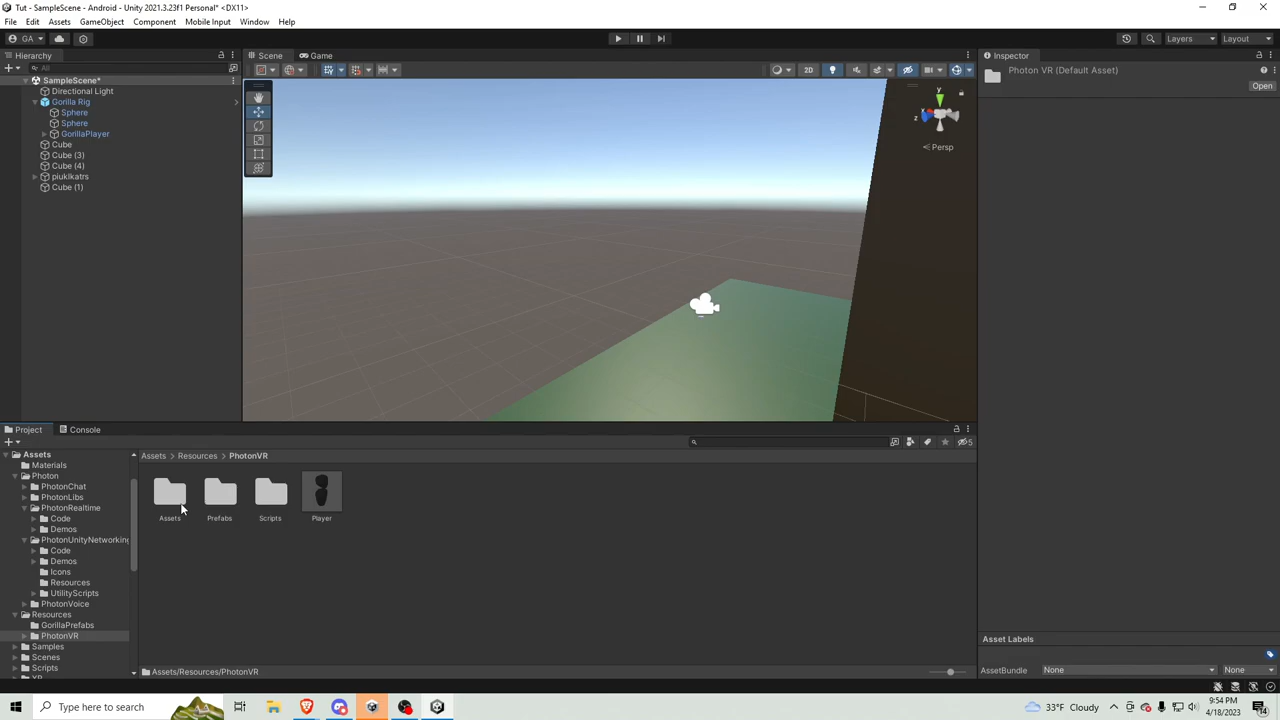 Tut - SampleScene - Android - Unity 2021.3.23f1 Personal* <DX11>
File Edit Assets GameObject Component Mobile Input Window Help
GA Layers Layout
Hierarchy Scene Game Inspector
All
Photon VR (Default Asset)
Open
2D
SampleScene*
Directional Light
Gorilla Rig
Sphere
Sphere
GorillaPlayer
Cube
Cube (3)
Cube (4)
piuklkatrs
Cube (1)
y
x
z
Persp
Project Console
5
Assets
Materials
Photon
PhotonChat
PhotonLibs
PhotonRealtime
Code
Demos
PhotonUnityNetworking
Code
Demos
Icons
Resources
UtilityScripts
PhotonVoice
Resources
GorillaPrefabs
PhotonVR
Samples
Scenes
Scripts
XR
Assets > Resources > PhotonVR
Assets Prefabs Scripts Player
Assets/Resources/PhotonVR
Asset Labels
AssetBundle None None
Type here to search
33°F Cloudy
9:54 PM
4/18/2023
14